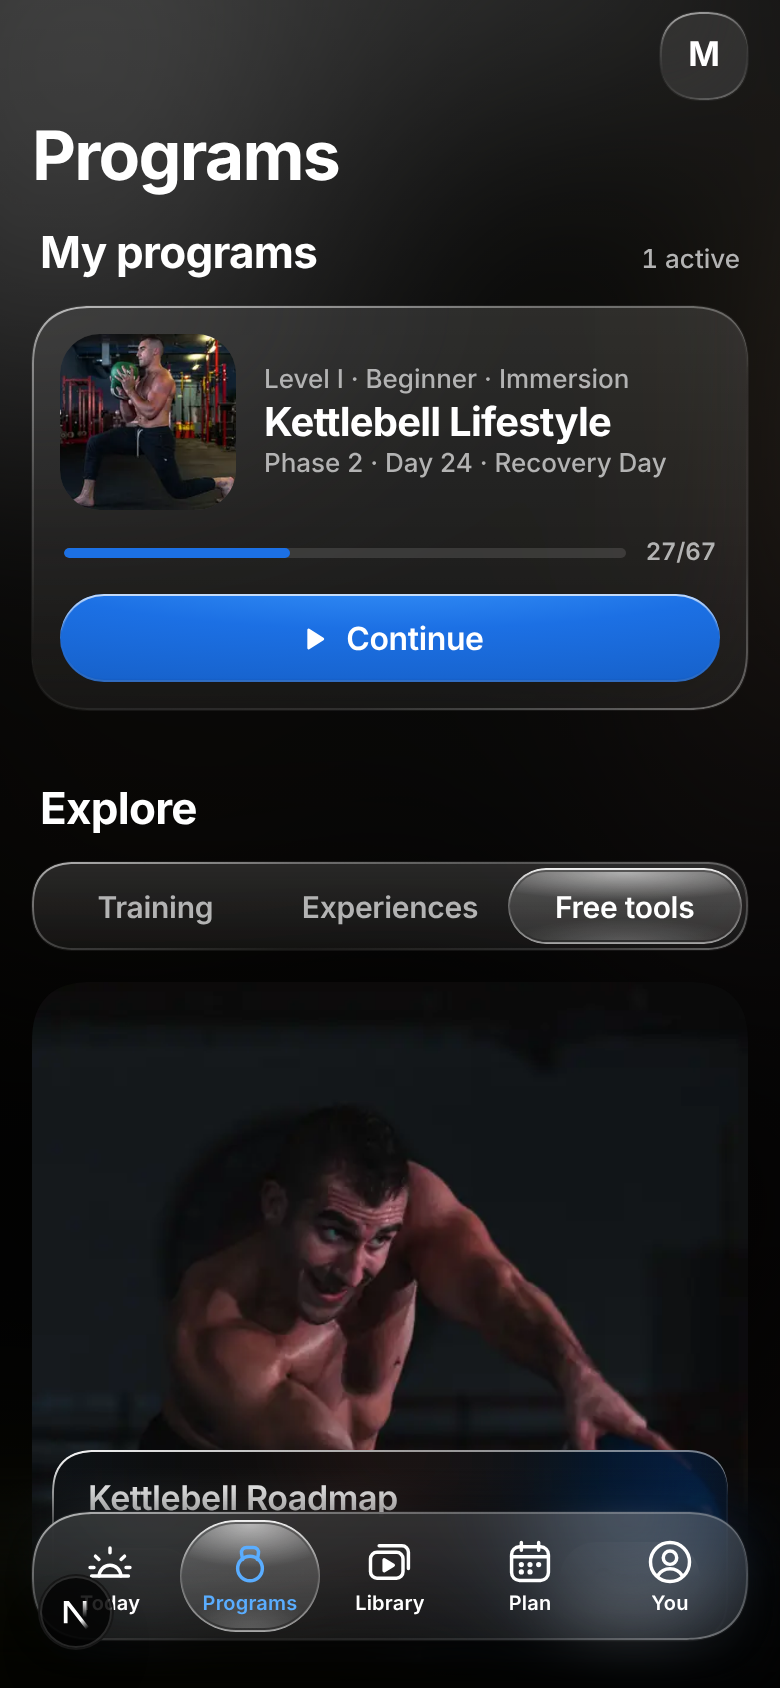 M
Programs
My programs
1 active
Level I · Beginner · Immersion
Kettlebell Lifestyle
Phase 2 · Day 24 · Recovery Day
27/67
Continue
Explore
Training
Experiences
Free tools
Kettlebell Roadmap
Today
Programs
Library
Plan
You
N